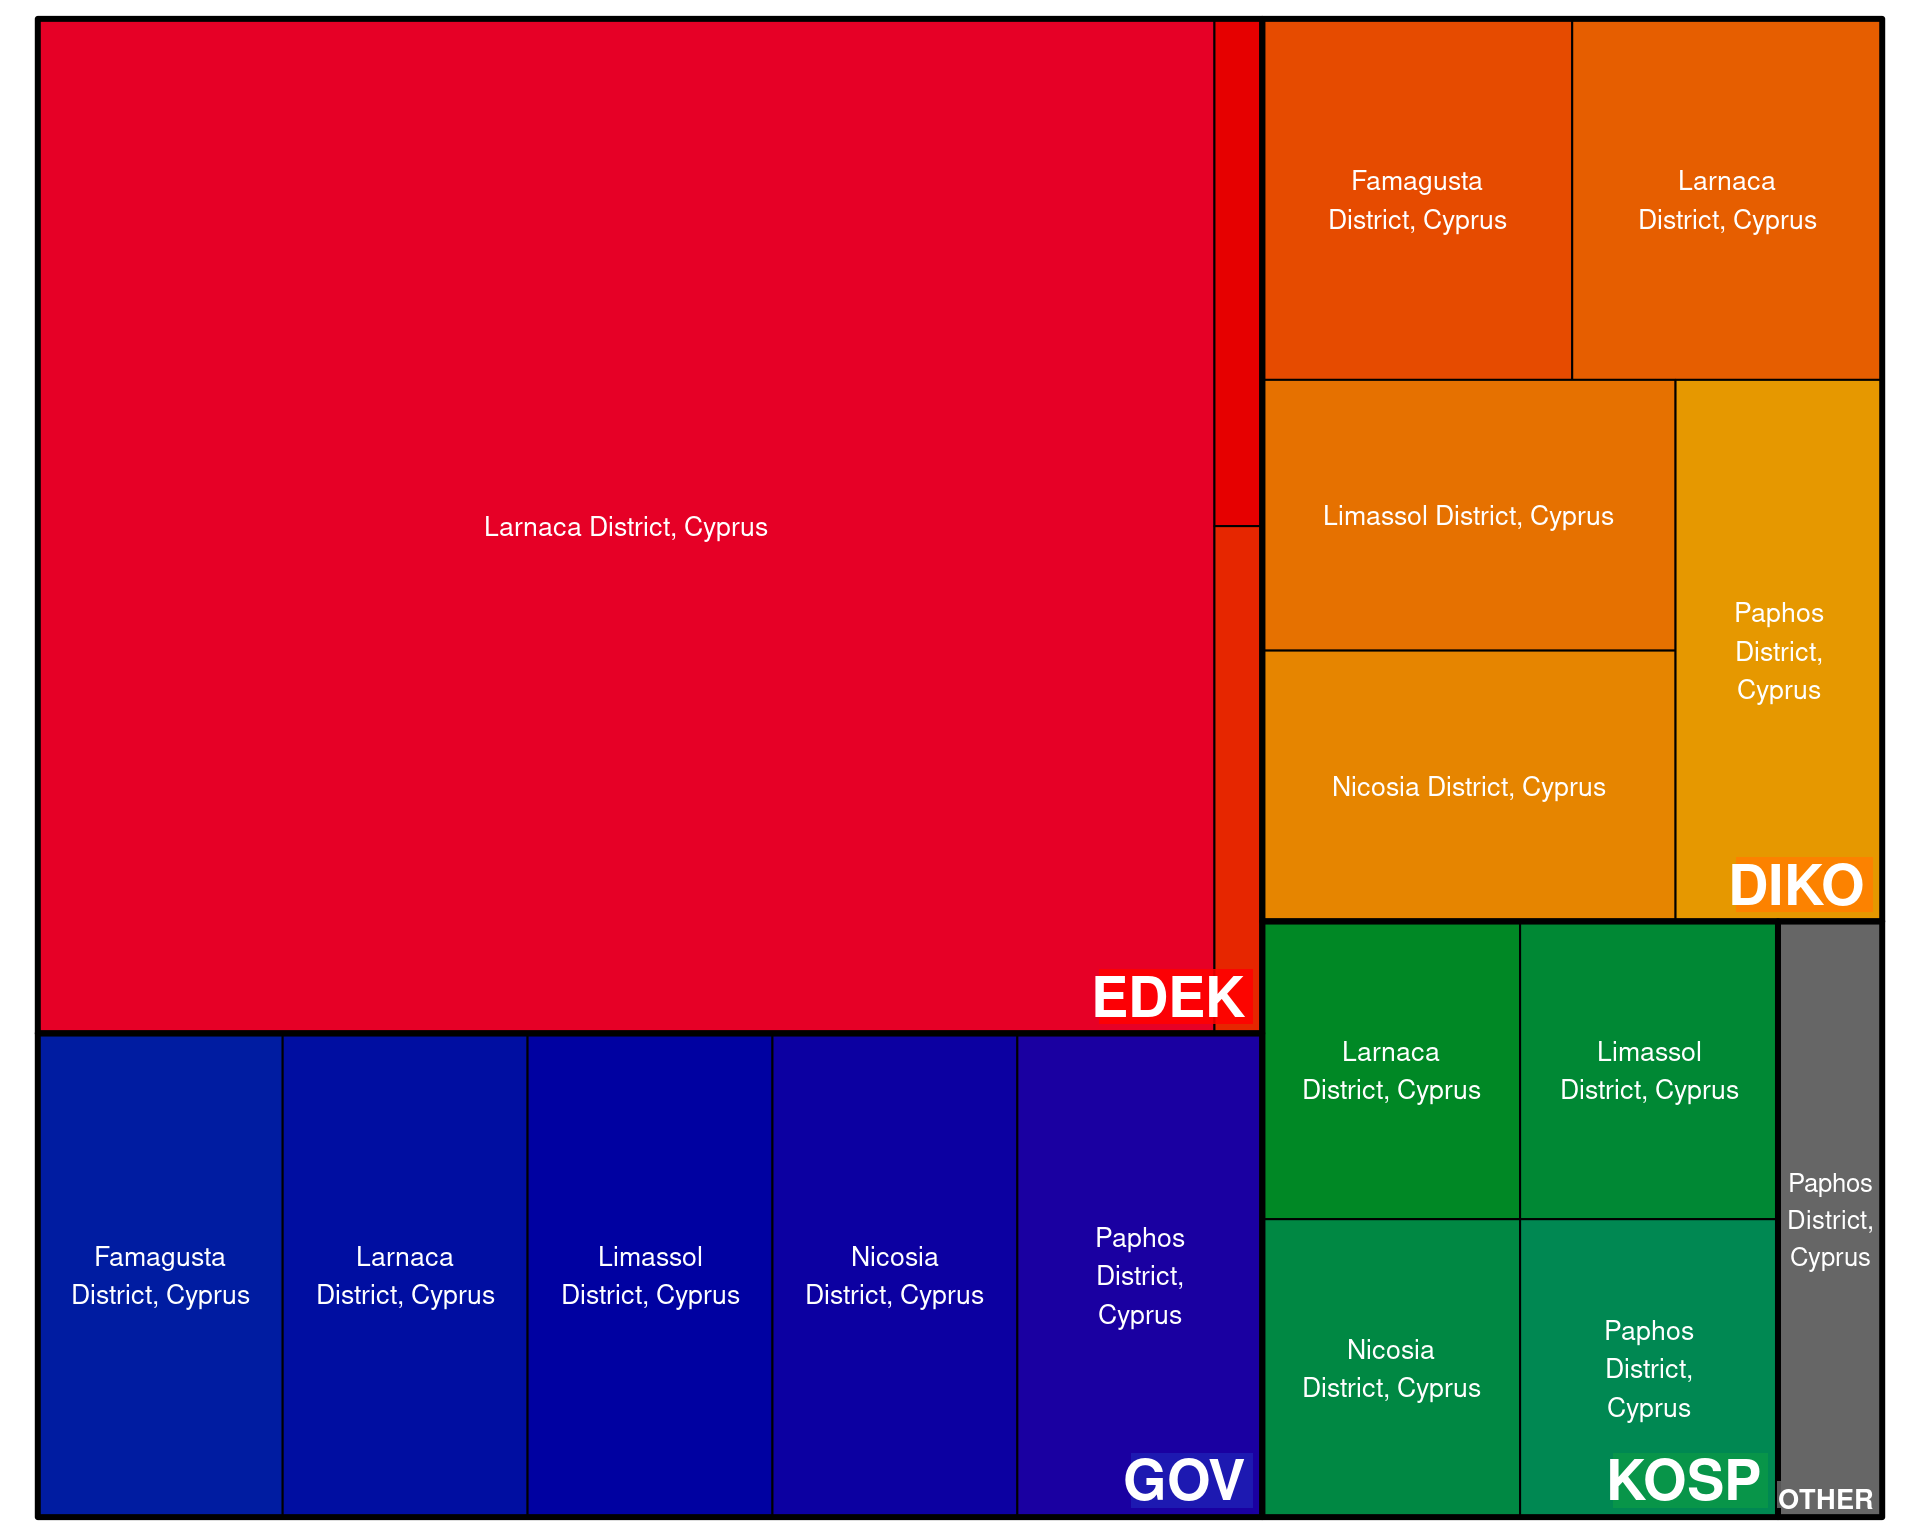 Larnaca District, Cyprus
EDEK
Famagusta
District, Cyprus
Larnaca
District, Cyprus
Limassol District, Cyprus
Nicosia District, Cyprus
Paphos
District,
Cyprus
DIKO
Famagusta
District, Cyprus
Larnaca
District, Cyprus
Limassol
District, Cyprus
Nicosia
District, Cyprus
Paphos
District,
Cyprus
GOV
Larnaca
District, Cyprus
Limassol
District, Cyprus
Nicosia
District, Cyprus
Paphos
District,
Cyprus
KOSP
Paphos
District,
Cyprus
OTHER